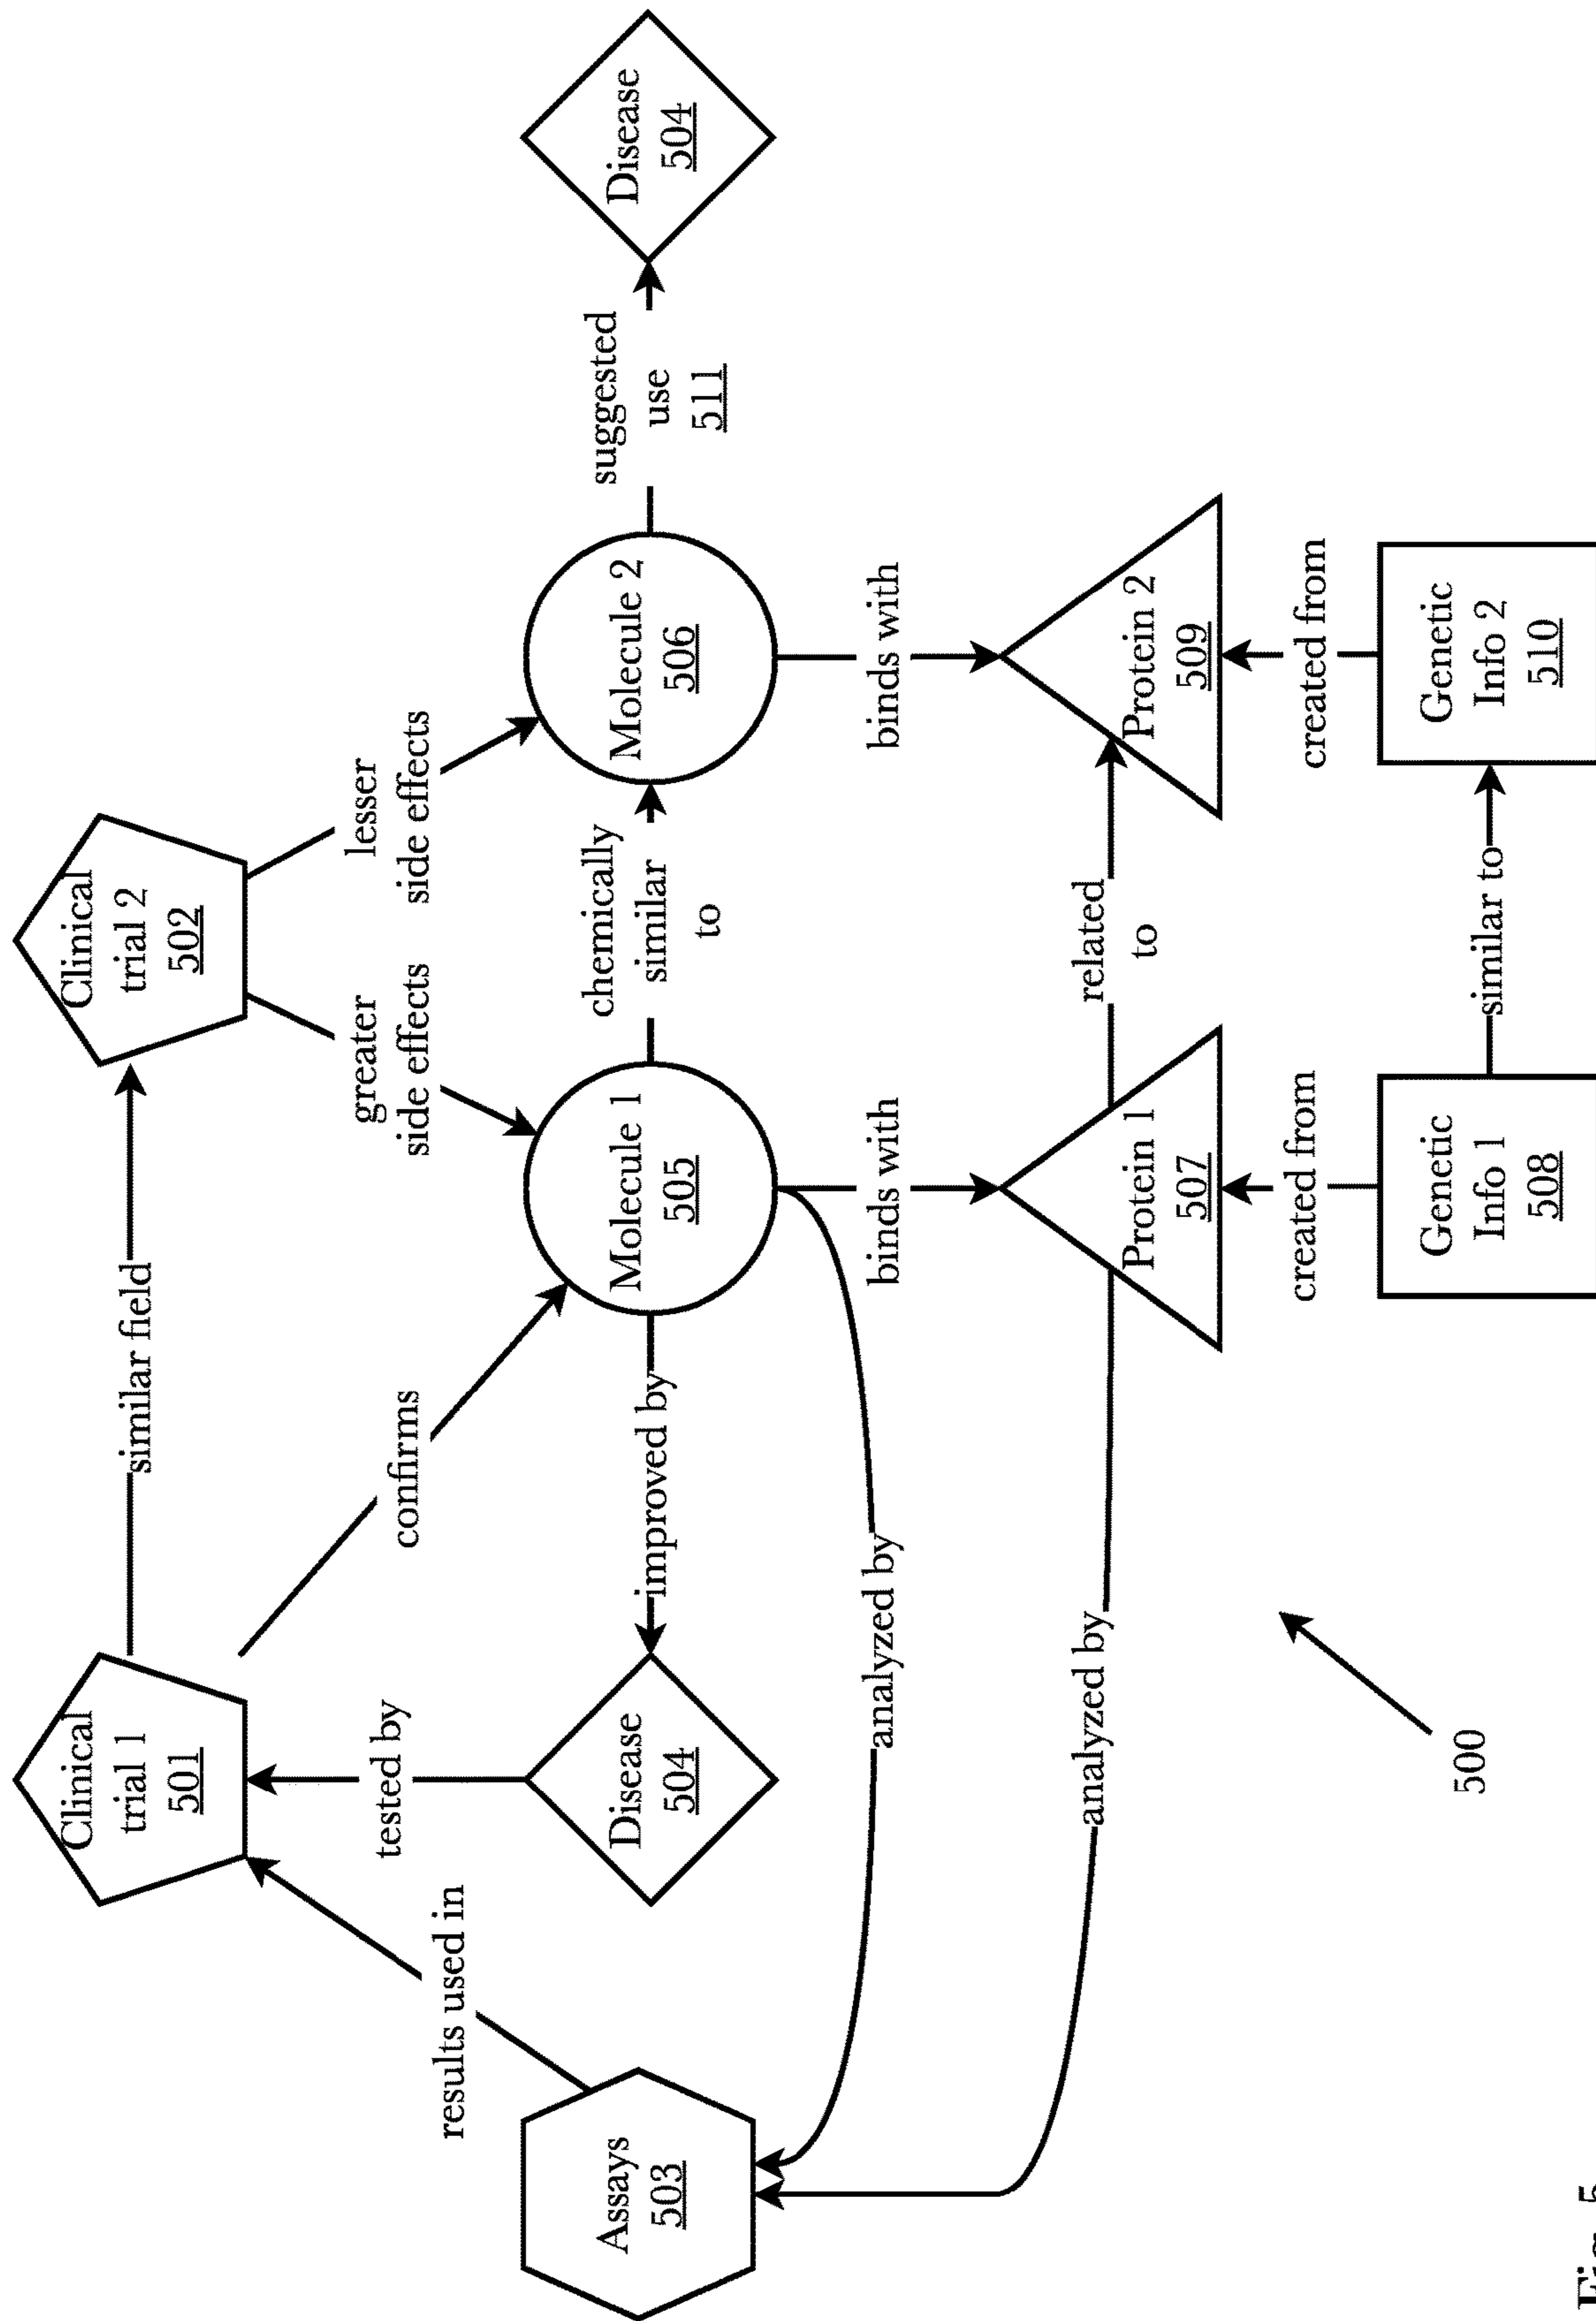 Clinical
trial 1
501
similar field
Clinical
trial 2
502
results used in
tested by
confirms
greater
side effects
lesser
side effects
Assays
503
Disease
504
improved by
Molecule 1
505
chemically
similar
to
Molecule 2
506
suggested
use
511
Disease
504
analyzed by
binds with
binds with
analyzed by
Protein 1
507
related
to
Protein 2
509
created from
created from
500
Genetic
Info 1
508
similar to
Genetic
Info 2
510
Fig. 5